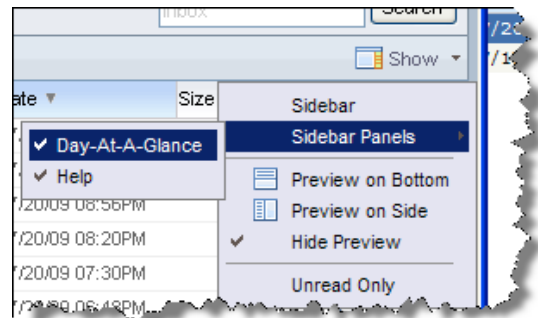 inbox Search
Show
ate Size
Sidebar
Sidebar Panels
Day-At-A-Glance
Help
Preview on Bottom
Preview on Side
7/20/09 08:56PM
7/20/09 08:20PM
Hide Preview
7/20/09 07:30PM
Unread Only